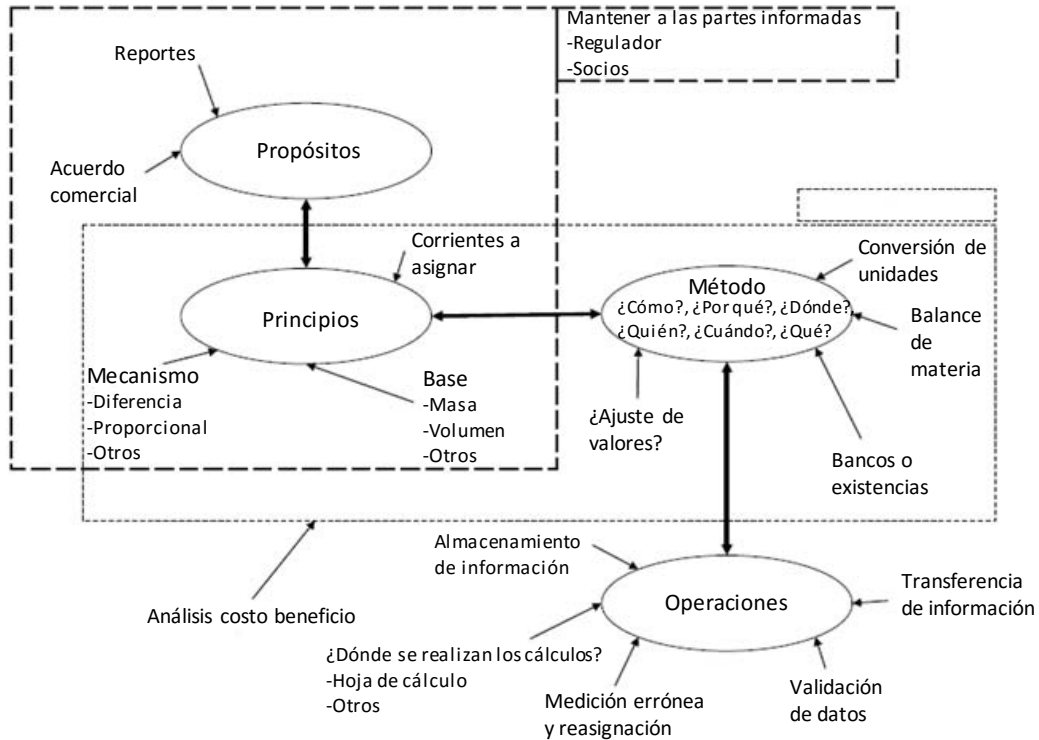 Mantener a las partes informadas
-Regulador
-Socios
Reportes
Propósitos
Acuerdo
comercial
Corrientes a
asignar
Conversión de
unidades
Método
¿Cómo?, ¿Por qué?, ¿Dónde?,
¿Quién?, ¿Cuándo?, ¿Qué?
Principios
Balance
de
materia
Mecanismo
-Diferencia
-Proporcional
-Otros
Base
-Masa
-Volumen
-Otros
¿Ajuste de
valores?
Bancos o
existencias
Almacenamiento
de información
Análisis costo beneficio
Operaciones
Transferencia
de información
¿Dónde se realizan los cálculos?
-Hoja de cálculo
-Otros
Medición errónea
y reasignación
Validación
de datos